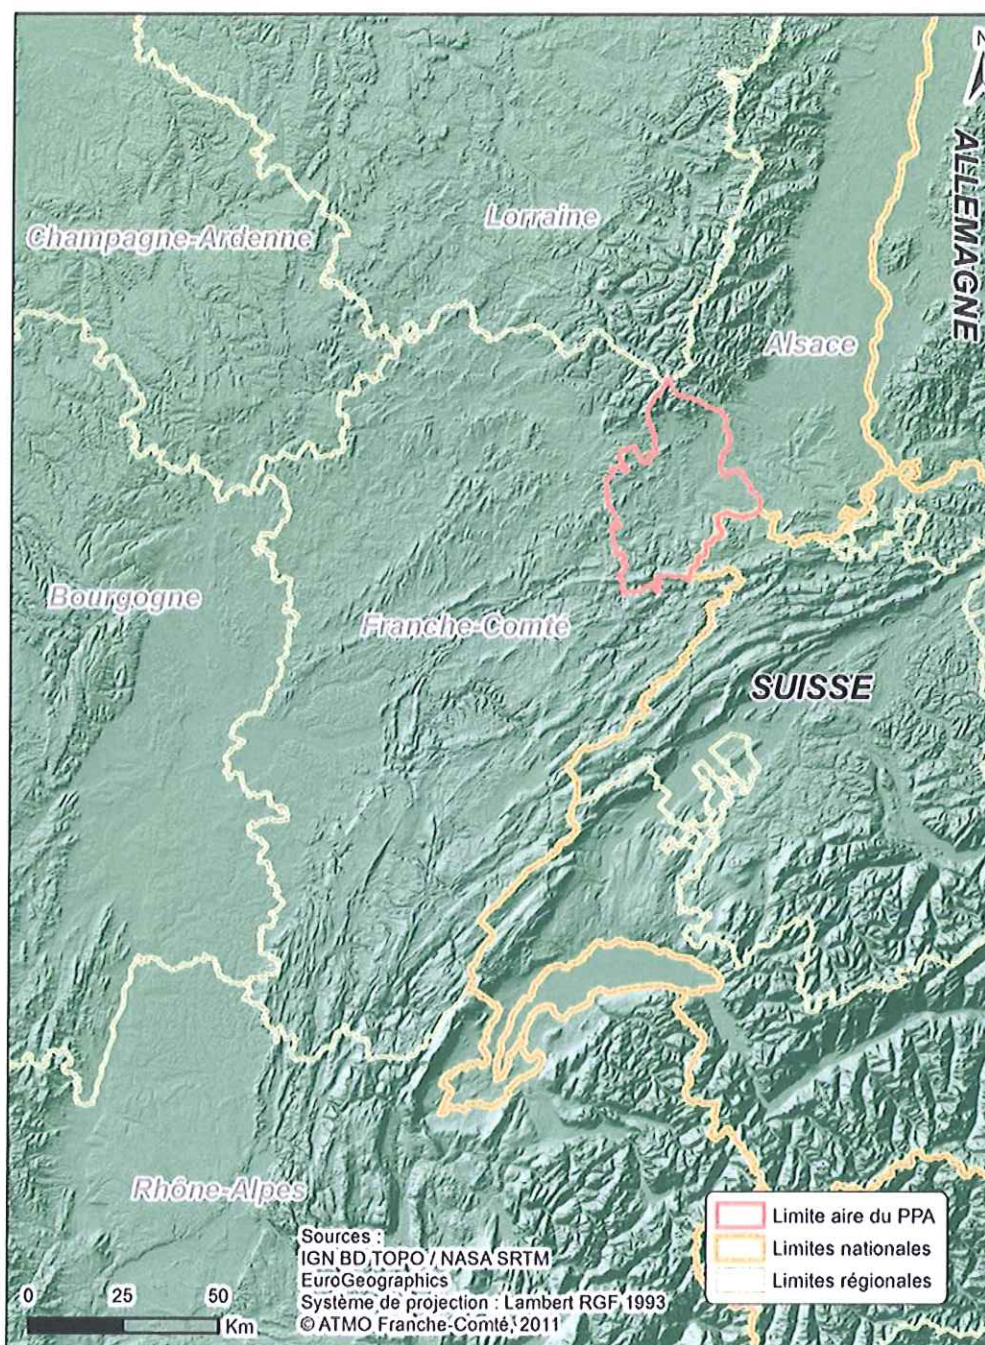 N
ALLEMAGNE
Lorraine
Champagne-Ardenne
Alsace
Bourgogne
Franche-Comté
SUISSE
Rhône-Alpes
Limite aire du PPA
Limites nationales
Limites régionales
Sources :
IGN BD TOPO / NASA SRTM
EuroGeographics
Système de projection : Lambert RGF 1993
© ATMO Franche-Comté, 2011
0 25 50
Km